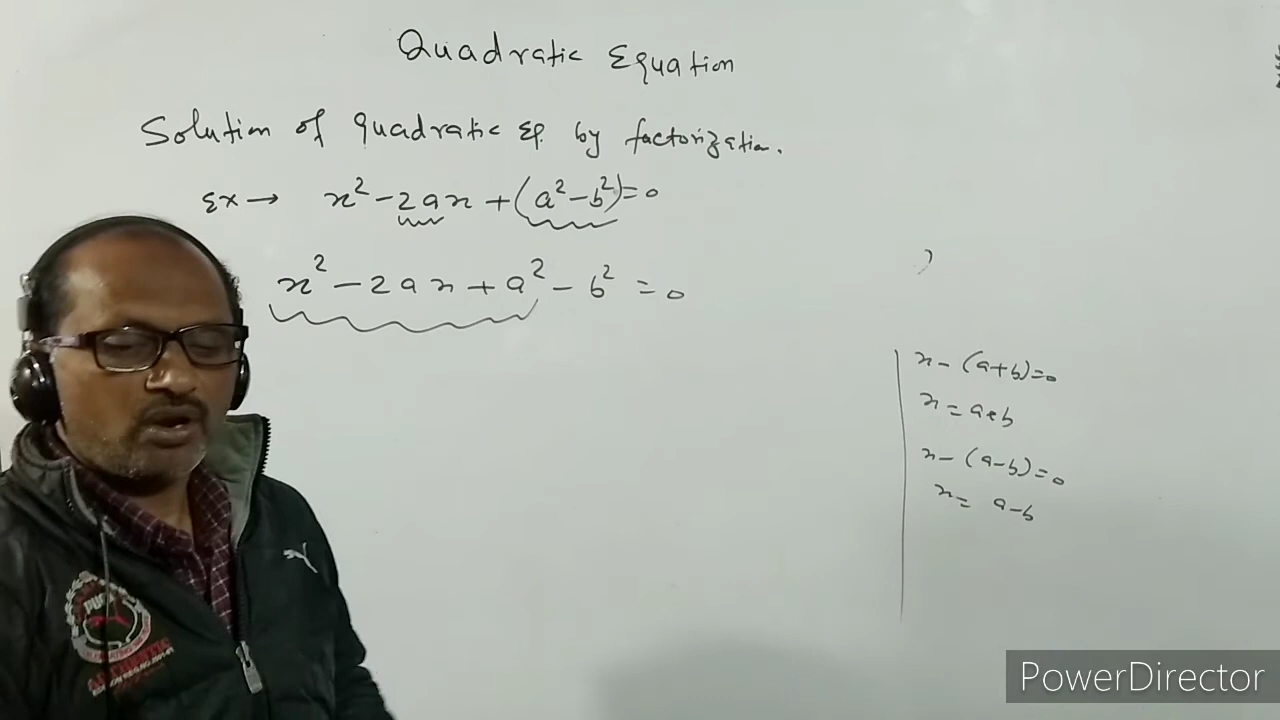 Quadratic Equation
Solution of quadratic Eq. by factorization.
Ex → x² - 2ax + (a² - b²) = 0
x² - 2ax + a² - b² = 0
x - (a+b) = 0
x = a+b
x - (a-b) = 0
x = a-b
PUMA
PowerDirector